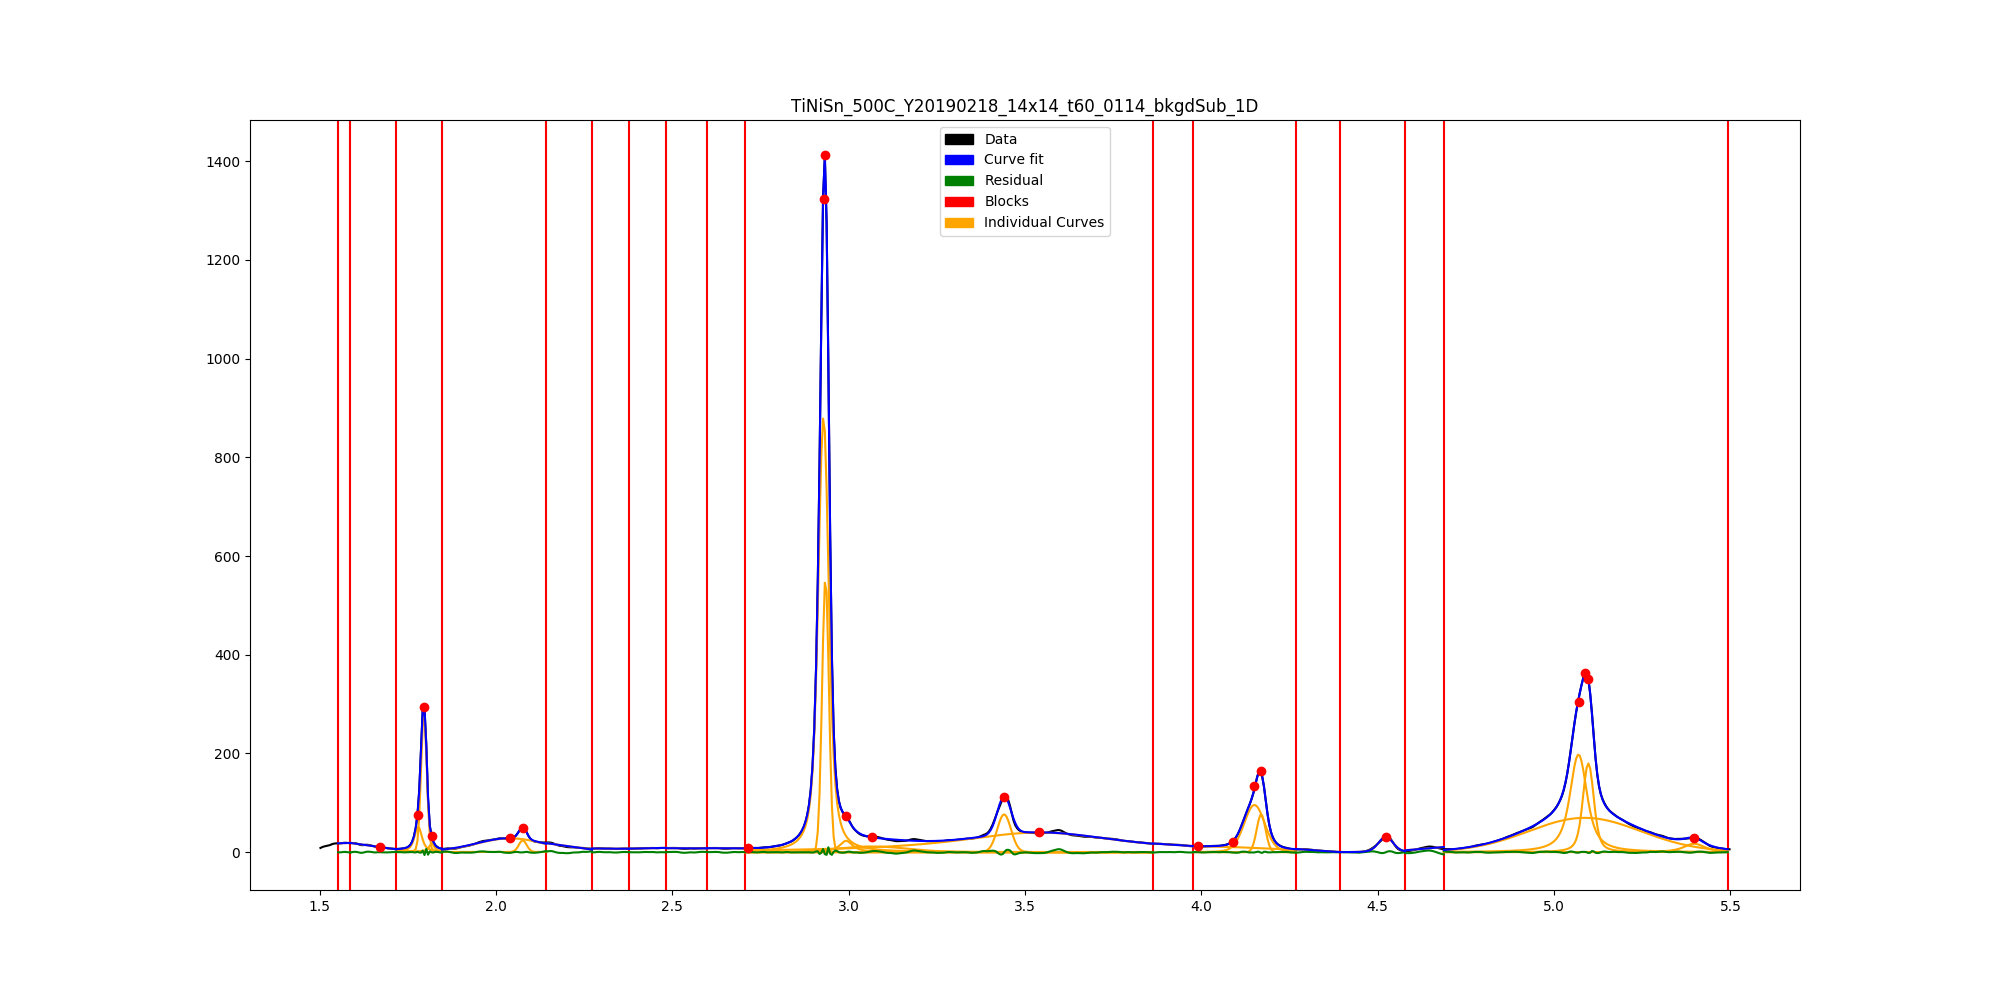 TiNiSn_500C_Y20190218_14x14_t60_0114_bkgdSub_1D
Data
Curve fit
Residual
Blocks
Individual Curves
1400
1200
1000
800
600
400
200
0
1.5 2.0 2.5 3.0 3.5 4.0 4.5 5.0 5.5